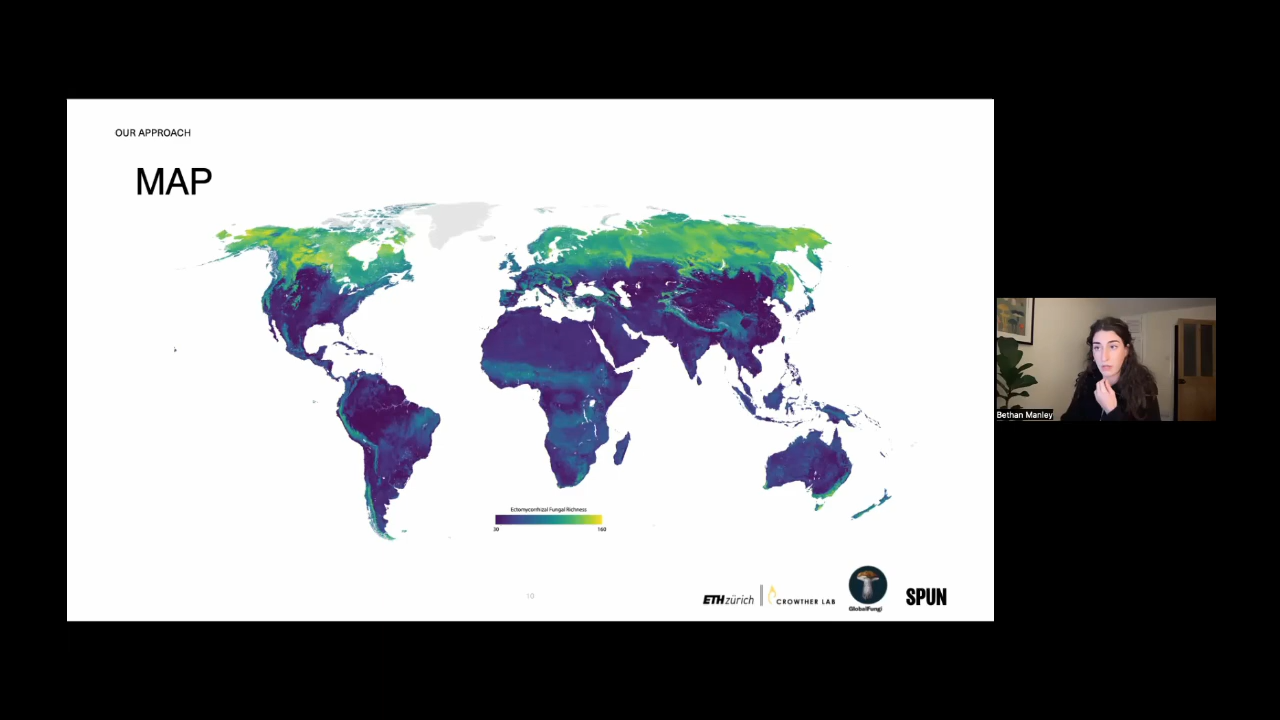 OUR APPROACH
MAP
Ectomycorrhizal Fungal Richness
30 160
10
ETH zürich
CROWTHER LAB
GlobalFungi
SPUN
Bethan Manley